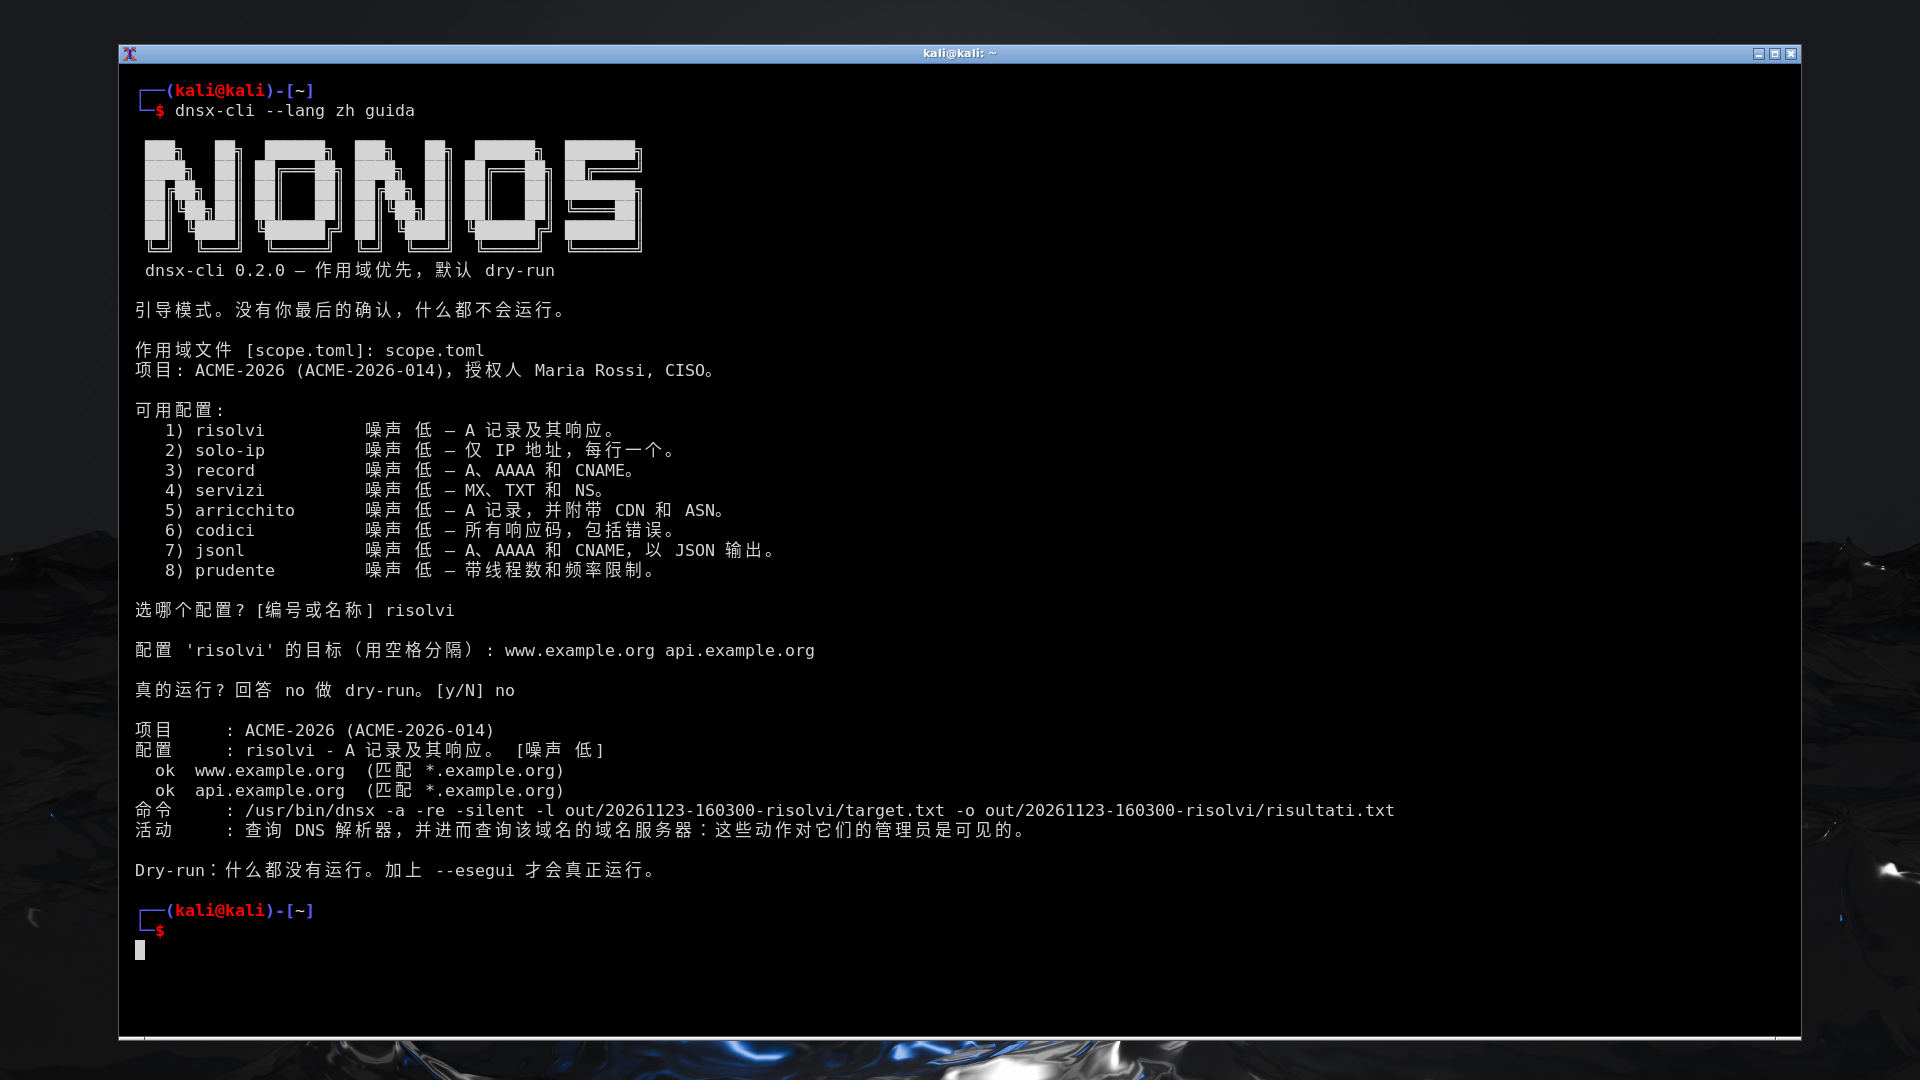 kali@kali: ~
┌──(kali@kali)-[~]
└─$ dnsx-cli --lang zh guida
NONOS
dnsx-cli 0.2.0 — 作用域优先，默认 dry-run
引导模式。没有你最后的确认，什么都不会运行。
作用域文件 [scope.toml]: scope.toml
项目: ACME-2026 (ACME-2026-014)，授权人 Maria Rossi, CISO。
可用配置:
1) risolvi 噪声 低 — A 记录及其响应。
2) solo-ip 噪声 低 — 仅 IP 地址，每行一个。
3) record 噪声 低 — A、AAAA 和 CNAME。
4) servizi 噪声 低 — MX、TXT 和 NS。
5) arricchito 噪声 低 — A 记录，并附带 CDN 和 ASN。
6) codici 噪声 低 — 所有响应码，包括错误。
7) jsonl 噪声 低 — A、AAAA 和 CNAME，以 JSON 输出。
8) prudente 噪声 低 — 带线程数和频率限制。
选哪个配置? [编号或名称] risolvi
配置 'risolvi' 的目标（用空格分隔）: www.example.org api.example.org
真的运行? 回答 no 做 dry-run。[y/N] no
项目 : ACME-2026 (ACME-2026-014)
配置 : risolvi - A 记录及其响应。 [噪声 低]
ok www.example.org (匹配 *.example.org)
ok api.example.org (匹配 *.example.org)
命令 : /usr/bin/dnsx -a -re -silent -l out/20261123-160300-risolvi/target.txt -o out/20261123-160300-risolvi/risultati.txt
活动 : 查询 DNS 解析器，并进而查询该域名的域名服务器：这些动作对它们的管理员是可见的。
Dry-run：什么都没有运行。加上 --esegui 才会真正运行。
┌──(kali@kali)-[~]
└─$